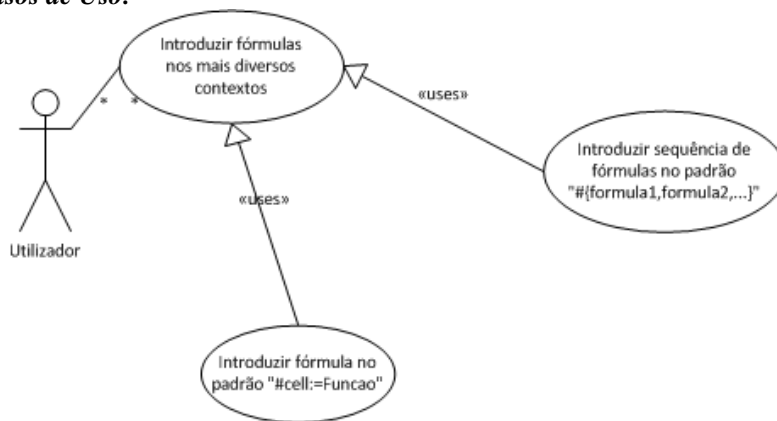 asos de Uso:
Introduzir fórmulas
nos mais diversos
contextos
* *
«uses»
Introduzir sequência de
fórmulas no padrão
"#{formula1,formula2,...}"
«uses»
Utilizador
Introduzir fórmula no
padrão "#cell:=Funcao"